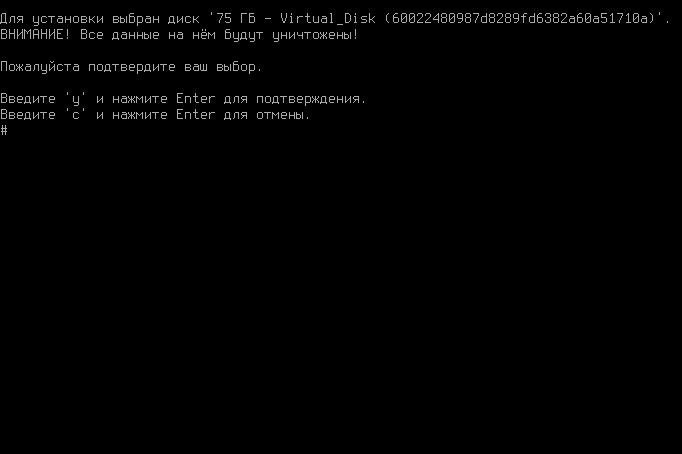 Для установки выбран диск '75 ГБ - Virtual_Disk (60022480987d8289fd6382a60a51710a)'.
ВНИМАНИЕ! Все данные на нём будут уничтожены!
Пожалуйста подтвердите ваш выбор.
Введите 'y' и нажмите Enter для подтверждения.
Введите 'c' и нажмите Enter для отмены.
#